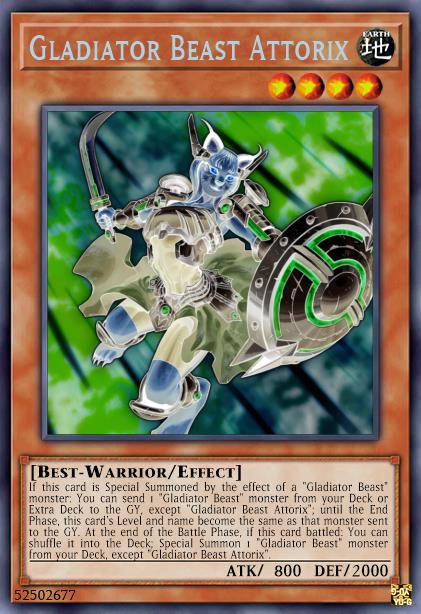 GLADIATOR BEAST ATTORIX
EARTH
地
[BEST-WARRIOR/EFFECT]
If this card is Special Summoned by the effect of a "Gladiator Beast"
monster: You can send 1 "Gladiator Beast" monster from your Deck or
Extra Deck to the GY, except "Gladiator Beast Attorix"; until the End
Phase, this card's Level and name become the same as that monster sent
to the GY. At the end of the Battle Phase, if this card battled: You can
shuffle it into the Deck; Special Summon 1 "Gladiator Beast" monster
from your Deck, except "Gladiator Beast Attorix".
ATK/ 800 DEF/2000
52502677